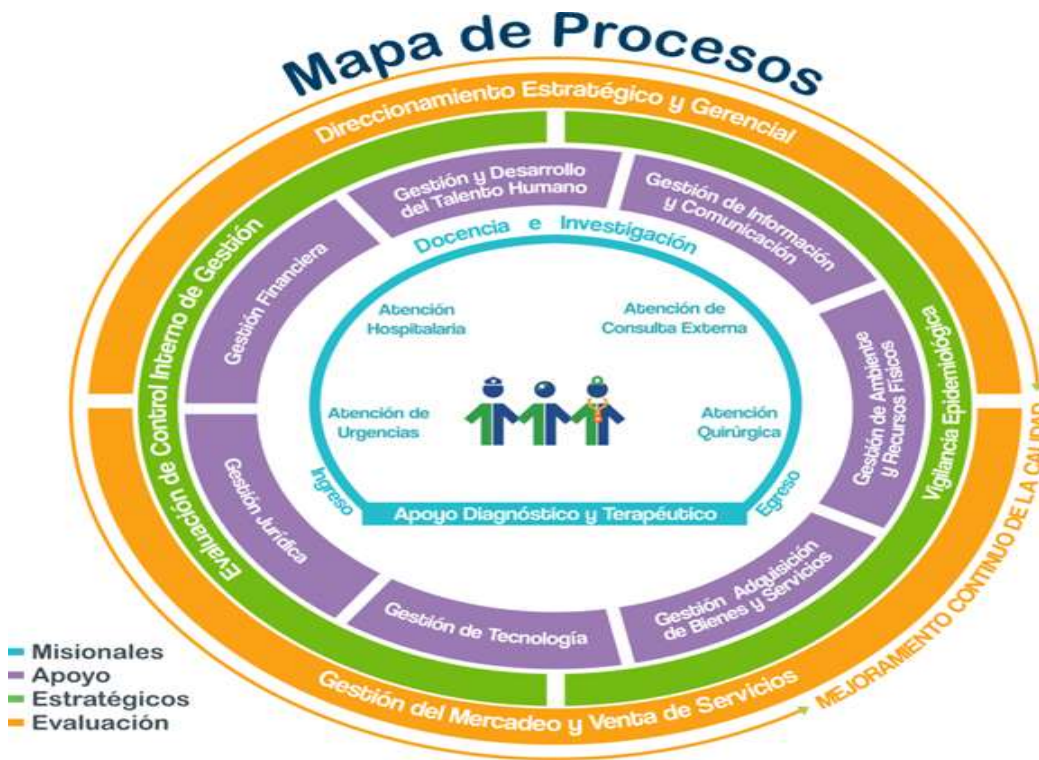 Mapa de Procesos
Direccionamiento Estratégico y Gerencial
Evaluación de Control Interno de Gestión
Vigilancia Epidemiológica
Gestión Financiera
Gestión y Desarrollo
del Talento Humano
Gestión de Información
y Comunicación
Gestión de Ambiente
y Recursos Físicos
Docencia e Investigación
Atención
Hospitalaria
Atención de
Consulta Externa
Atención de
Urgencias
Atención
Quirúrgica
Ingreso
Egreso
Apoyo Diagnóstico y Terapéutico
Gestión Jurídica
Gestión de Tecnología
Gestión Adquisición
de Bienes y Servicios
Gestión del Mercadeo y Venta de Servicios
MEJORAMIENTO CONTINUO DE LA CALIDAD
Misionales
Apoyo
Estratégicos
Evaluación